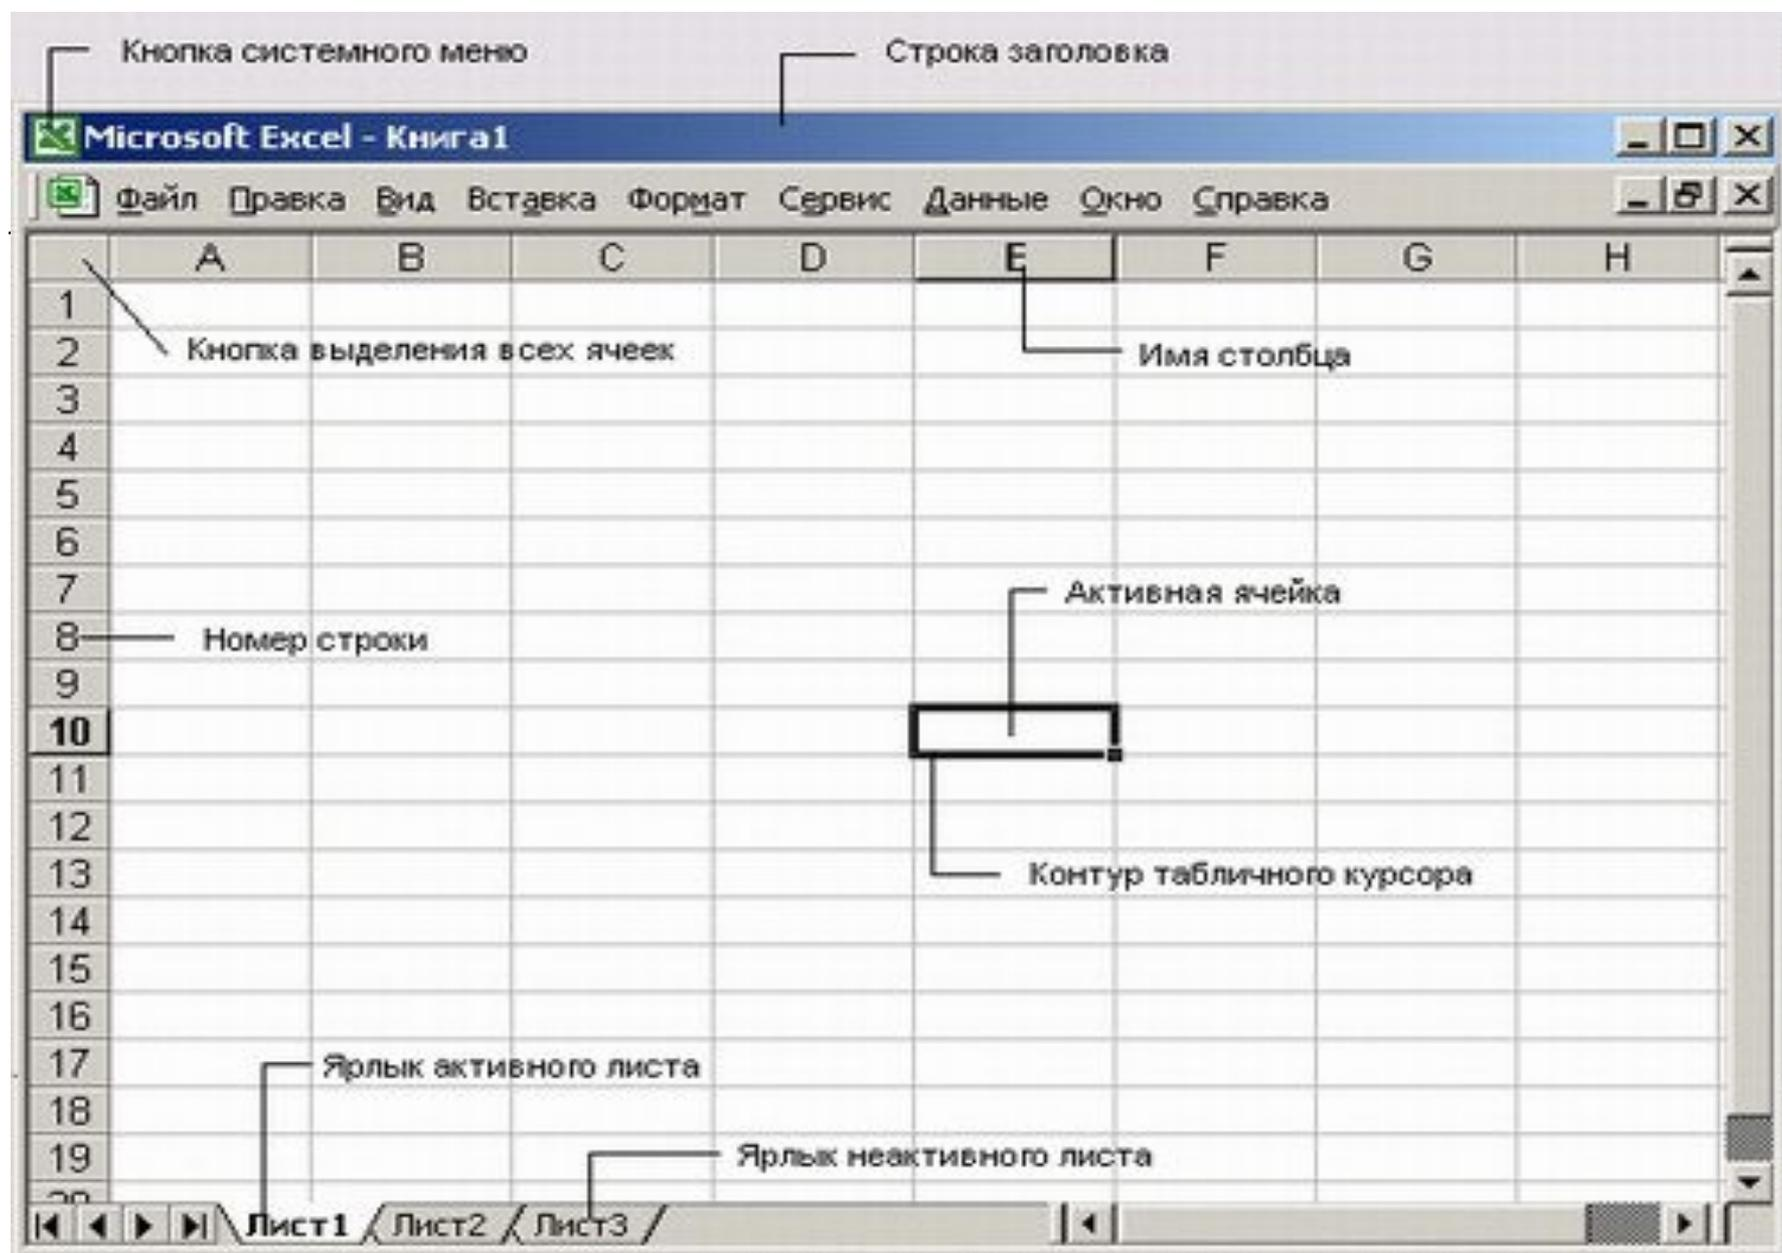 Кнопка системного меню
Строка заголовка
Microsoft Excel - Книга1
Файл Правка Вид Вставка Формат Сервис Данные Окно Справка
A B C D E F G H
1
2 Кнопка выделения всех ячеек Имя столбца
3
4
5
6
7 Активная ячейка
8 Номер строки
9
10
11
12
13 Контур табличного курсора
14
15
16
17 Ярлык активного листа
18
19 Ярлык неактивного листа
20
Лист1 Лист2 Лист3